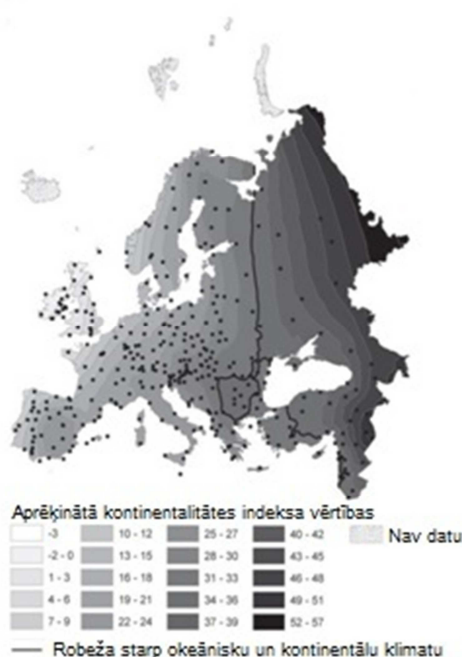 Aprēķinātā kontinentalitātes indeksa vērtības
-3 10 - 12 25 - 27 40 - 42 Nav datu
-2 - 0 13 - 15 28 - 30 43 - 45
1 - 3 16 - 18 31 - 33 46 - 48
4 - 6 19 - 21 34 - 36 49 - 51
7 - 9 22 - 24 37 - 39 52 - 57
Robeža starp okeānisku un kontinentālu klimatu